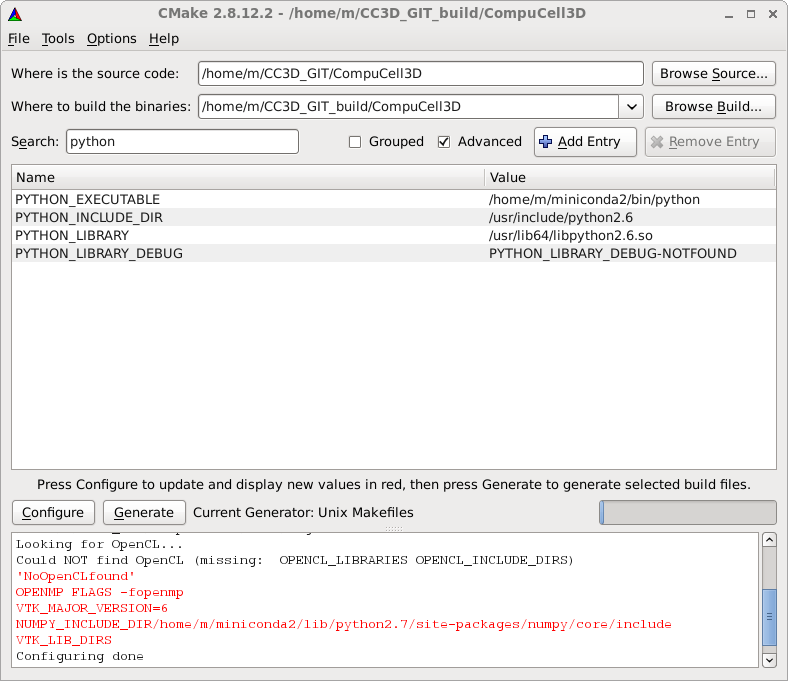 CMake 2.8.12.2 - /home/m/CC3D_GIT_build/CompuCell3D
File Tools Options Help
Where is the source code: /home/m/CC3D_GIT/CompuCell3D Browse Source...
Where to build the binaries: /home/m/CC3D_GIT_build/CompuCell3D Browse Build...
Search: python Grouped Advanced Add Entry Remove Entry
Name Value
PYTHON_EXECUTABLE /home/m/miniconda2/bin/python
PYTHON_INCLUDE_DIR /usr/include/python2.6
PYTHON_LIBRARY /usr/lib64/libpython2.6.so
PYTHON_LIBRARY_DEBUG PYTHON_LIBRARY_DEBUG-NOTFOUND
Press Configure to update and display new values in red, then press Generate to generate selected build files.
Configure Generate Current Generator: Unix Makefiles
Looking for OpenCL...
Could NOT find OpenCL (missing:  OPENCL_LIBRARIES OPENCL_INCLUDE_DIRS)
'NoOpenCLfound'
OPENMP FLAGS -fopenmp
VTK_MAJOR_VERSION=6
NUMPY_INCLUDE_DIR/home/m/miniconda2/lib/python2.7/site-packages/numpy/core/include
VTK_LIB_DIRS
Configuring done